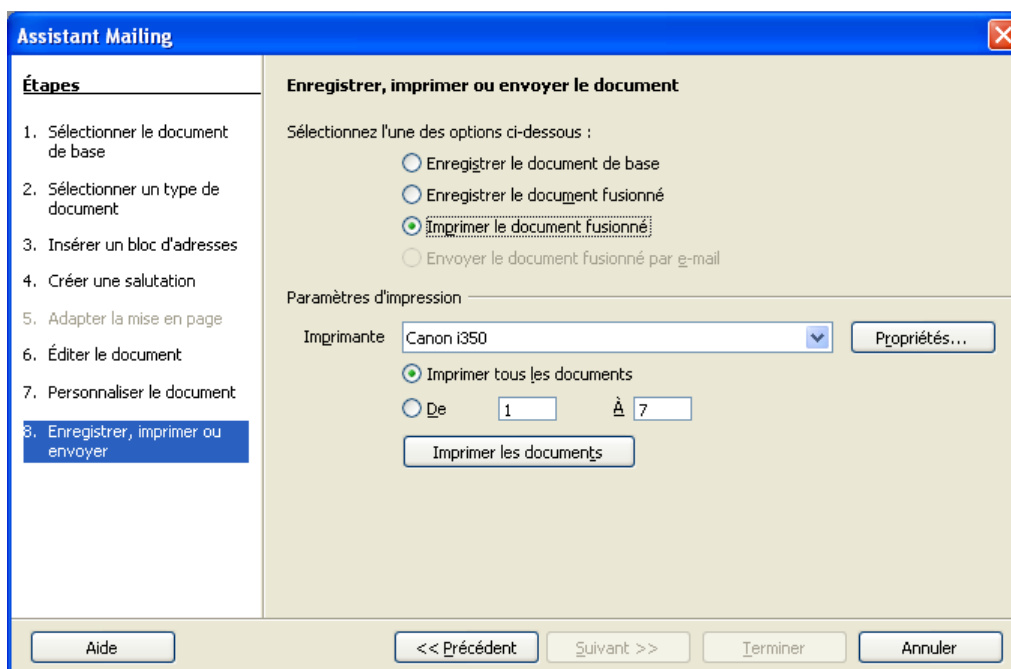 Assistant Mailing
Étapes
1. Sélectionner le document
de base
2. Sélectionner un type de
document
3. Insérer un bloc d'adresses
4. Créer une salutation
5. Adapter la mise en page
6. Éditer le document
7. Personnaliser le document
8. Enregistrer, imprimer ou
envoyer
Enregistrer, imprimer ou envoyer le document
Sélectionnez l'une des options ci-dessous :
Enregistrer le document de base
Enregistrer le document fusionné
Imprimer le document fusionné
Envoyer le document fusionné par e-mail
Paramètres d'impression
Imprimante Canon i350 Propriétés...
Imprimer tous les documents
De 1 À 7
Imprimer les documents
Aide << Précédent Suivant >> Terminer Annuler